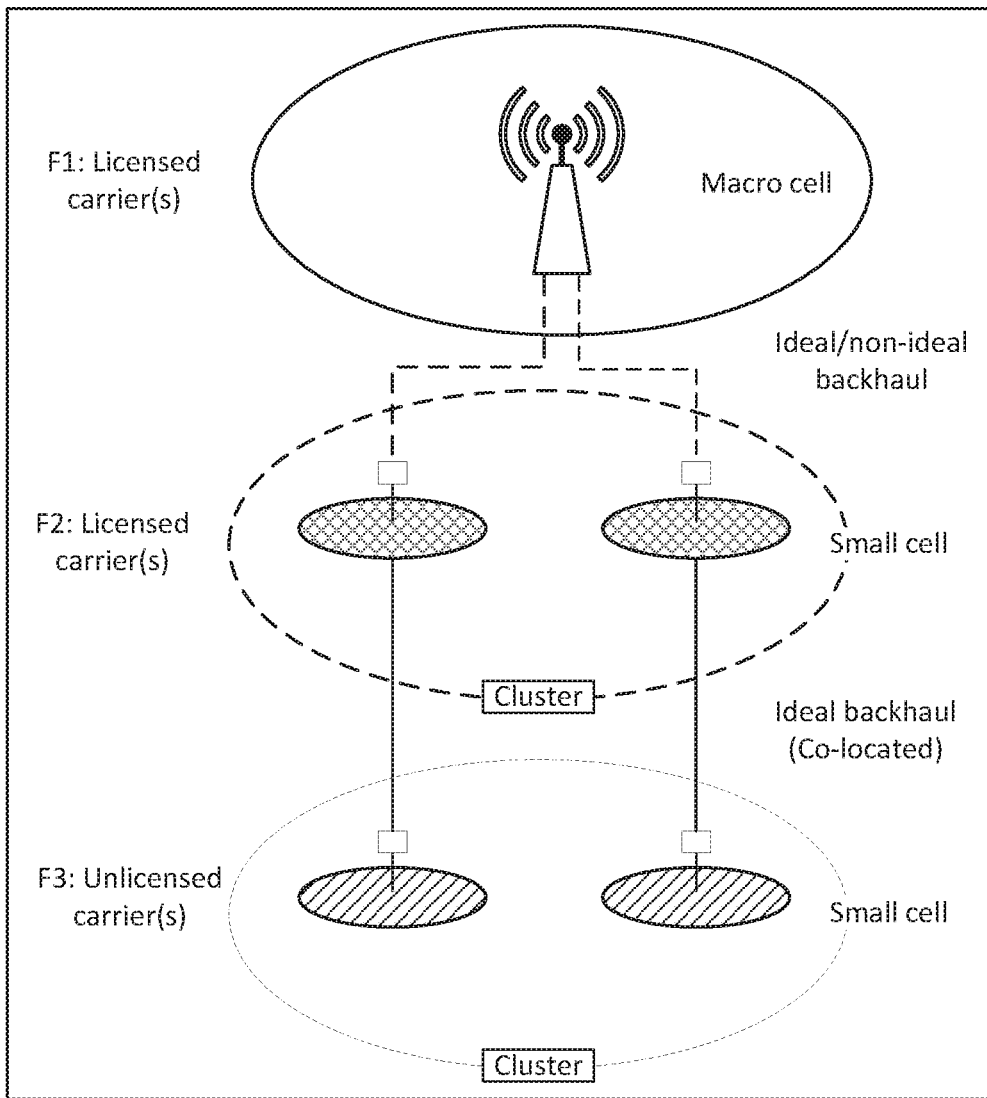 F1: Licensed
carrier(s)
Macro cell
Ideal/non-ideal
backhaul
F2: Licensed
carrier(s)
Small cell
Cluster
Ideal backhaul
(Co-located)
F3: Unlicensed
carrier(s)
Small cell
Cluster